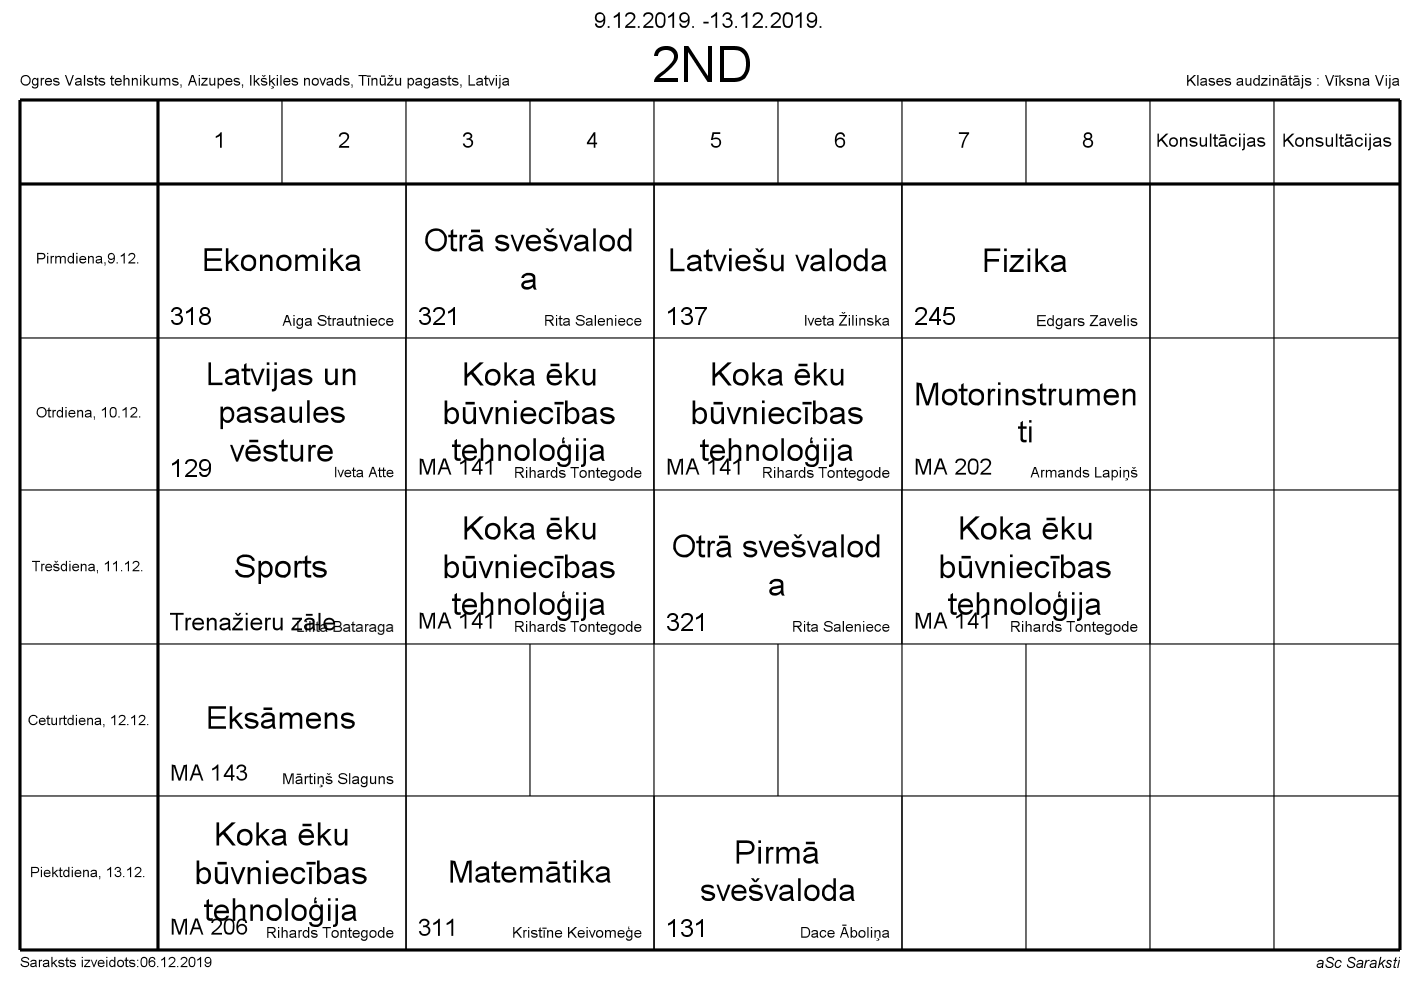 9.12.2019. -13.12.2019.
2ND
Ogres Valsts tehnikums, Aizupes, Ikšķiles novads, Tīnūžu pagasts, Latvija
Klases audzinātājs : Vīksna Vija
1 2 3 4 5 6 7 8 Konsultācijas Konsultācijas
Pirmdiena,9.12.
Ekonomika
318 Aiga Strautniece
Otrā svešvalod
a
321 Rita Saleniece
Latviešu valoda
137 Iveta Žilinska
Fizika
245 Edgars Zavelis
Otrdiena, 10.12.
Latvijas un
pasaules
vēsture
129 Iveta Atte
Koka ēku
būvniecības
tehnoloģija
MA 141 Rihards Tontegode
Koka ēku
būvniecības
tehnoloģija
MA 141 Rihards Tontegode
Motorinstrumen
ti
MA 202 Armands Lapiņš
Trešdiena, 11.12.
Sports
Trenažieru zāle Bataraga
Koka ēku
būvniecības
tehnoloģija
MA 141 Rihards Tontegode
Otrā svešvalod
a
321 Rita Saleniece
Koka ēku
būvniecības
tehnoloģija
MA 141 Rihards Tontegode
Ceturtdiena, 12.12.
Eksāmens
MA 143 Mārtiņš Slaguns
Piektdiena, 13.12.
Koka ēku
būvniecības
tehnoloģija
MA 206 Rihards Tontegode
Matemātika
311 Kristīne Keivomeģe
Pirmā
svešvaloda
131 Dace Āboliņa
Saraksts izveidots:06.12.2019
aSc Saraksti